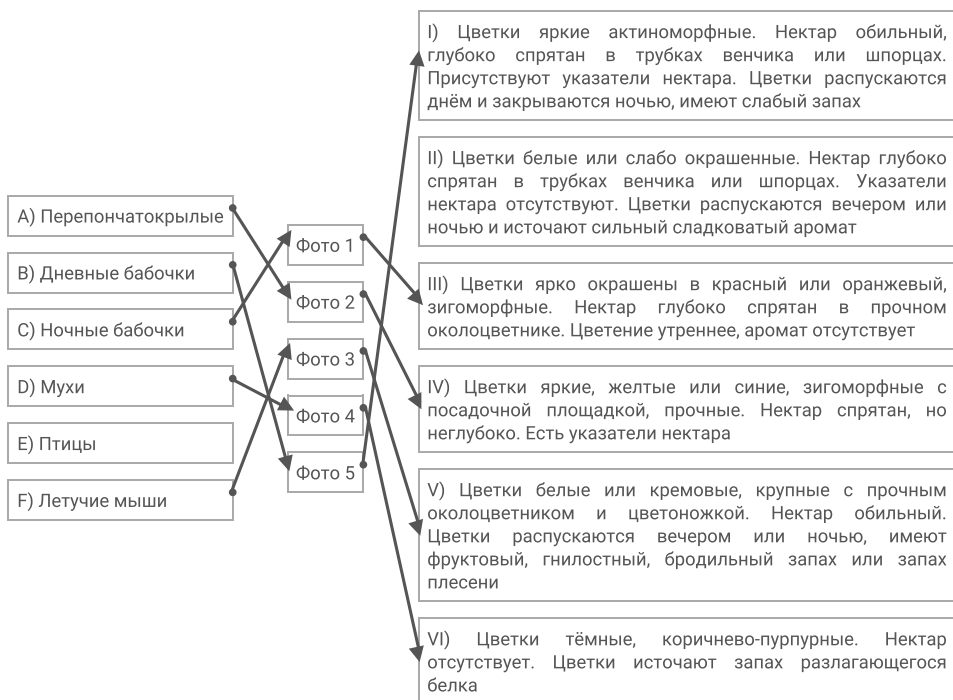 A) Перепончатокрылые
B) Дневные бабочки
C) Ночные бабочки
D) Мухи
E) Птицы
F) Летучие мыши
Фото 1
Фото 2
Фото 3
Фото 4
Фото 5
I) Цветки яркие актиноморфные. Нектар обильный,
глубоко спрятан в трубках венчика или шпорцах.
Присутствуют указатели нектара. Цветки распускаются
днём и закрываются ночью, имеют слабый запах
II) Цветки белые или слабо окрашенные. Нектар глубоко
спрятан в трубках венчика или шпорцах. Указатели
нектара отсутствуют. Цветки распускаются вечером или
ночью и источают сильный сладковатый аромат
III) Цветки ярко окрашены в красный или оранжевый,
зигоморфные. Нектар глубоко спрятан в прочном
околоцветнике. Цветение утреннее, аромат отсутствует
IV) Цветки яркие, желтые или синие, зигоморфные с
посадочной площадкой, прочные. Нектар спрятан, но
неглубоко. Есть указатели нектара
V) Цветки белые или кремовые, крупные с прочным
околоцветником и цветоножкой. Нектар обильный.
Цветки распускаются вечером или ночью, имеют
фруктовый, гнилостный, бродильный запах или запах
плесени
VI) Цветки тёмные, коричнево-пурпурные. Нектар
отсутствует. Цветки источают запах разлагающегося
белка